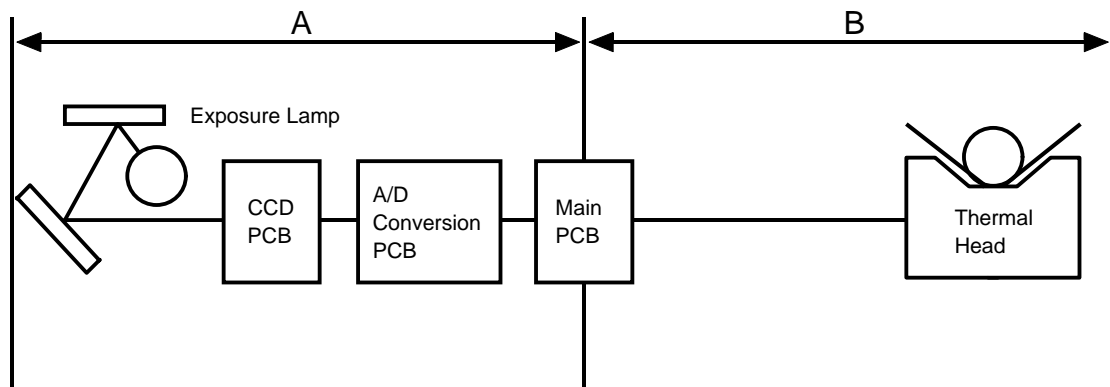 A
B
Exposure Lamp
CCD
PCB
A/D
Conversion
PCB
Main
PCB
Thermal
Head